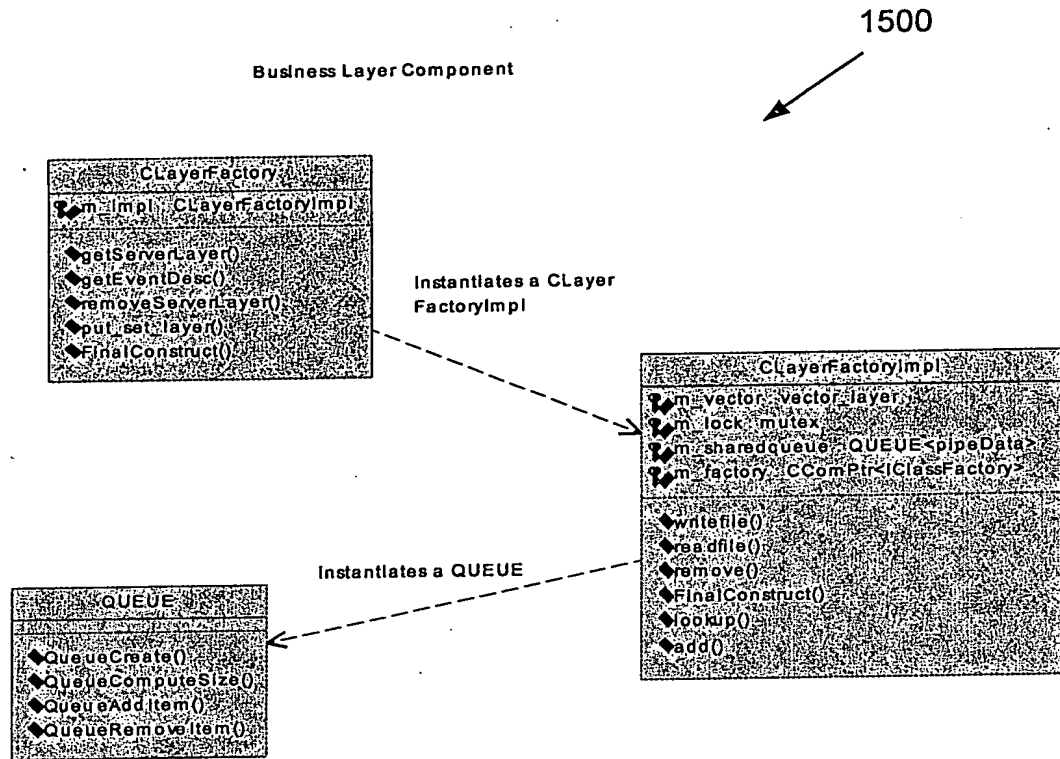 1500
Business Layer Component
CLayerFactory
m_Impl : CLayerFactoryImpl
getServerLayer()
getEventDesc()
removeServerLayer()
put_set_layer()
FinalConstruct()
Instantiates a CLayer
FactoryImpl
CLayerFactoryImpl
m_vector : vector_layer
m_lock : mutex
m_sharedqueue : QUEUE<pipeData>
m_factory : CComPtr<IClassFactory>
writefile()
readfile()
remove()
FinalConstruct()
lookup()
add()
Instantiates a QUEUE
QUEUE
QueueCreate()
QueueComputeSize()
QueueAddItem()
QueueRemoveItem()